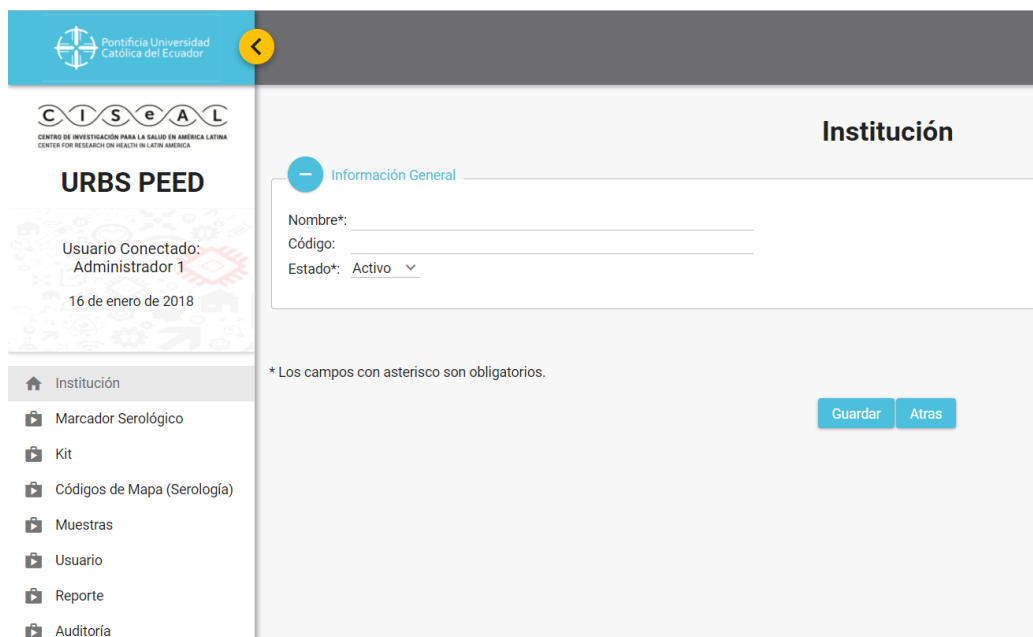 Pontificia Universidad
Católica del Ecuador
CISeAL
CENTRO DE INVESTIGACIÓN PARA LA SALUD EN AMÉRICA LATINA
CENTER FOR RESEARCH ON HEALTH IN LATIN AMERICA
URBS PEED
Usuario Conectado:
Administrador 1
16 de enero de 2018
Institución
Marcador Serológico
Kit
Códigos de Mapa (Serología)
Muestras
Usuario
Reporte
Auditoría
Institución
Información General
Nombre*:
Código:
Estado*: Activo
* Los campos con asterisco son obligatorios.
Guardar Atras